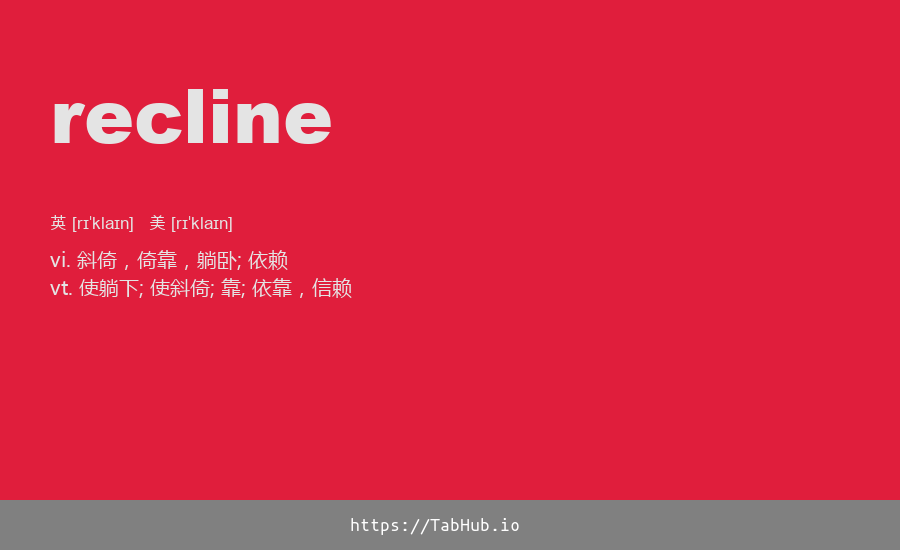 recline
英 [rɪˈklaɪn] 美 [rɪˈklaɪn]
vi. 斜倚，倚靠，躺卧; 依赖
vt. 使躺下; 使斜倚; 靠; 依靠，信赖
https://TabHub.io